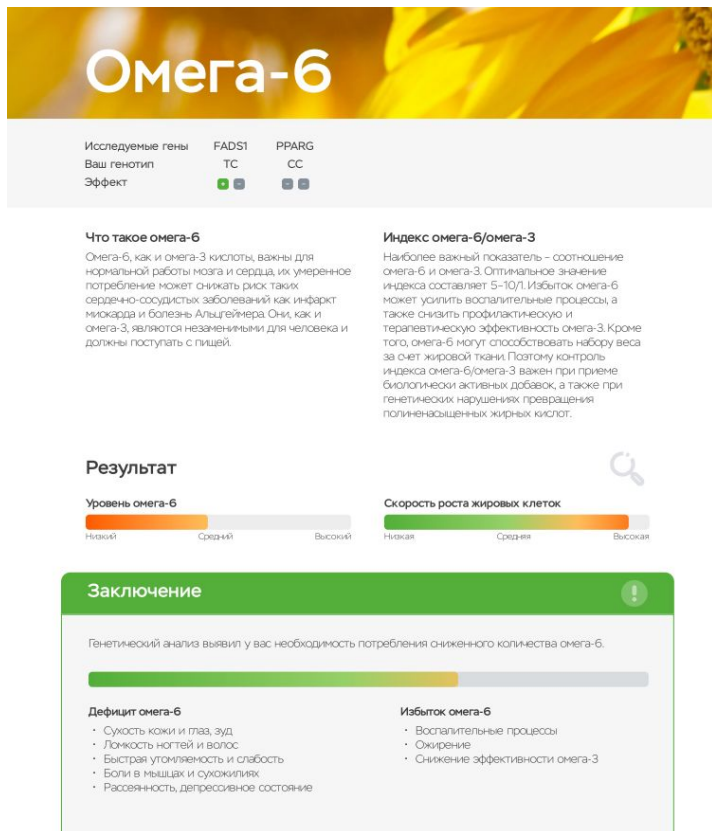 Омега-6
Исследуемые гены FADS1 PPARG
Ваш генотип TC CC
Эффект + − − −
Что такое омега-6
Омега-6, как и омега-3 кислоты, важны для
нормальной работы мозга и сердца, их умеренное
потребление может снижать риск таких
сердечно-сосудистых заболеваний как инфаркт
миокарда и болезнь Альцгеймера. Они, как и
омега-3, являются незаменимыми для человека и
должны поступать с пищей.
Индекс омега-6/омега-3
Наиболее важный показатель – соотношение
омега-6 и омега-3. Оптимальное значение
индекса составляет 5-10/1. Избыток омега-6
может усилить воспалительные процессы, а
также снизить профилактическую и
терапевтическую эффективность омега-3. Кроме
того, омега-6 могут способствовать набору веса
за счет жировой ткани. Поэтому контроль
индекса омега-6/омега-3 важен при приеме
биологически активных добавок, а также при
генетических нарушениях превращения
полиненасыщенных жирных кислот.
Результат
Уровень омега-6
Низкий Средний Высокий
Скорость роста жировых клеток
Низкая Средняя Высокая
Заключение
Генетический анализ выявил у вас необходимость потребления сниженного количества омега-6.
Дефицит омега-6
· Сухость кожи и глаз, зуд
· Ломкость ногтей и волос
· Быстрая утомляемость и слабость
· Боли в мышцах и сухожилиях
· Рассеянность, депрессивное состояние
Избыток омега-6
· Воспалительные процессы
· Ожирение
· Снижение эффективности омега-3